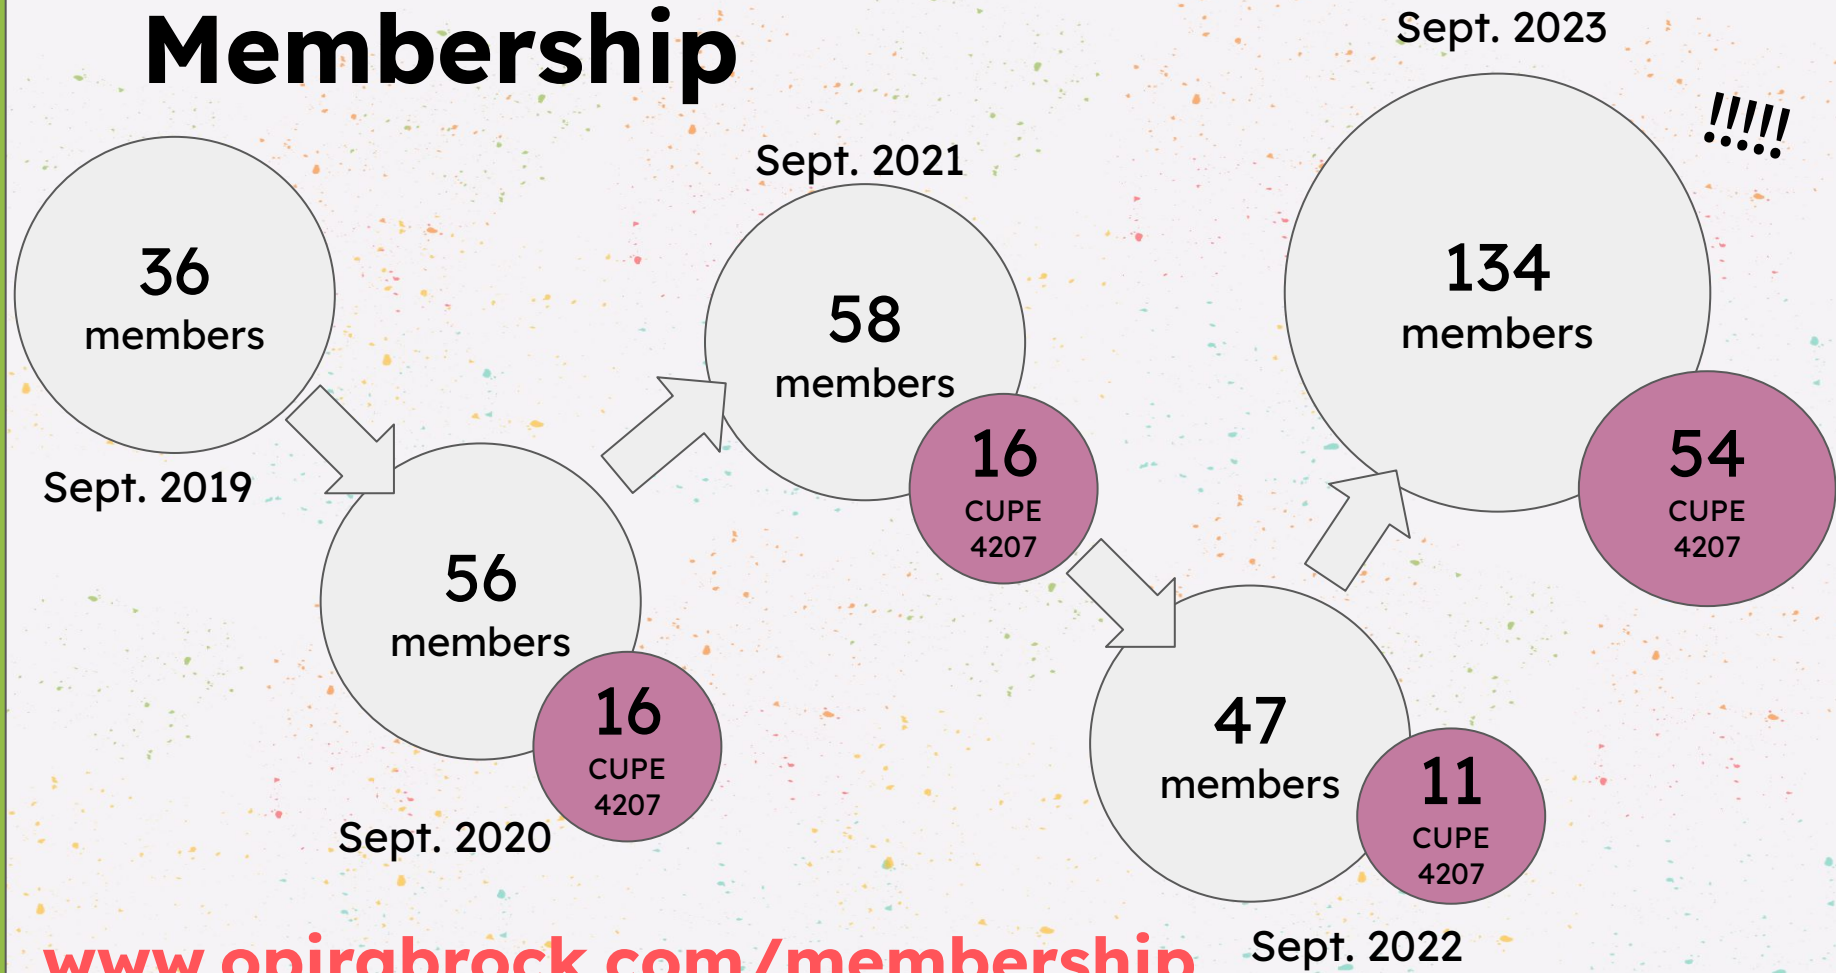 Membership
36
members
Sept. 2019
56
members
16
CUPE
4207
Sept. 2020
Sept. 2021
58
members
16
CUPE
4207
47
members
11
CUPE
4207
Sept. 2022
Sept. 2023
!!!!!
134
members
54
CUPE
4207
www.opirgbrock.com/membership